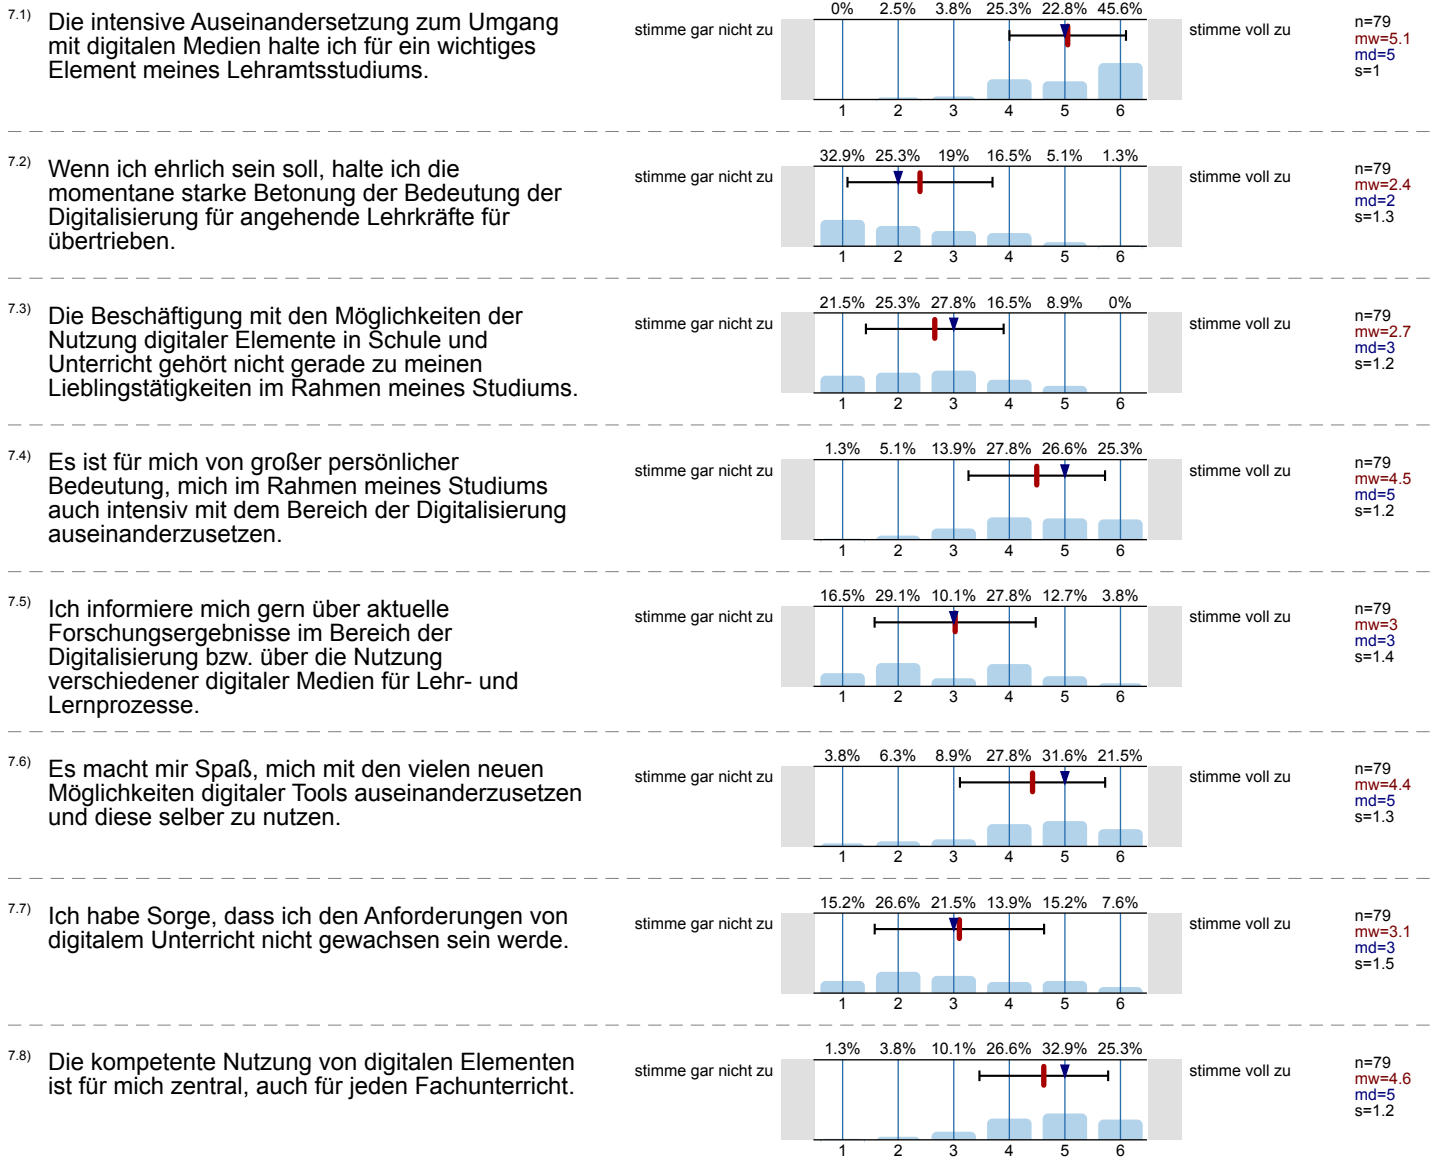 7.1) Die intensive Auseinandersetzung zum Umgang
mit digitalen Medien halte ich für ein wichtiges
Element meines Lehramtsstudiums.
stimme gar nicht zu
0% 2.5% 3.8% 25.3% 22.8% 45.6%
1 2 3 4 5 6
stimme voll zu
n=79
mw=5.1
md=5
s=1
7.2) Wenn ich ehrlich sein soll, halte ich die
momentane starke Betonung der Bedeutung der
Digitalisierung für angehende Lehrkräfte für
übertrieben.
stimme gar nicht zu
32.9% 25.3% 19% 16.5% 5.1% 1.3%
1 2 3 4 5 6
stimme voll zu
n=79
mw=2.4
md=2
s=1.3
7.3) Die Beschäftigung mit den Möglichkeiten der
Nutzung digitaler Elemente in Schule und
Unterricht gehört nicht gerade zu meinen
Lieblingstätigkeiten im Rahmen meines Studiums.
stimme gar nicht zu
21.5% 25.3% 27.8% 16.5% 8.9% 0%
1 2 3 4 5 6
stimme voll zu
n=79
mw=2.7
md=3
s=1.2
7.4) Es ist für mich von großer persönlicher
Bedeutung, mich im Rahmen meines Studiums
auch intensiv mit dem Bereich der Digitalisierung
auseinanderzusetzen.
stimme gar nicht zu
1.3% 5.1% 13.9% 27.8% 26.6% 25.3%
1 2 3 4 5 6
stimme voll zu
n=79
mw=4.5
md=5
s=1.2
7.5) Ich informiere mich gern über aktuelle
Forschungsergebnisse im Bereich der
Digitalisierung bzw. über die Nutzung
verschiedener digitaler Medien für Lehr- und
Lernprozesse.
stimme gar nicht zu
16.5% 29.1% 10.1% 27.8% 12.7% 3.8%
1 2 3 4 5 6
stimme voll zu
n=79
mw=3
md=3
s=1.4
7.6) Es macht mir Spaß, mich mit den vielen neuen
Möglichkeiten digitaler Tools auseinanderzusetzen
und diese selber zu nutzen.
stimme gar nicht zu
3.8% 6.3% 8.9% 27.8% 31.6% 21.5%
1 2 3 4 5 6
stimme voll zu
n=79
mw=4.4
md=5
s=1.3
7.7) Ich habe Sorge, dass ich den Anforderungen von
digitalem Unterricht nicht gewachsen sein werde.
stimme gar nicht zu
15.2% 26.6% 21.5% 13.9% 15.2% 7.6%
1 2 3 4 5 6
stimme voll zu
n=79
mw=3.1
md=3
s=1.5
7.8) Die kompetente Nutzung von digitalen Elementen
ist für mich zentral, auch für jeden Fachunterricht.
stimme gar nicht zu
1.3% 3.8% 10.1% 26.6% 32.9% 25.3%
1 2 3 4 5 6
stimme voll zu
n=79
mw=4.6
md=5
s=1.2